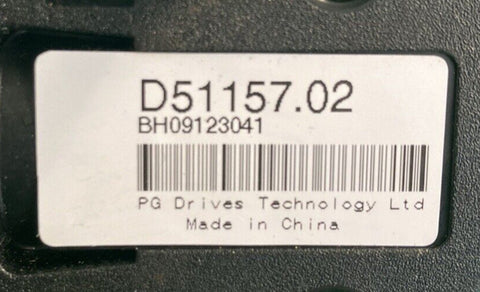 D51157.02
BH09123041
PG Drives Technology Ltd
Made in China